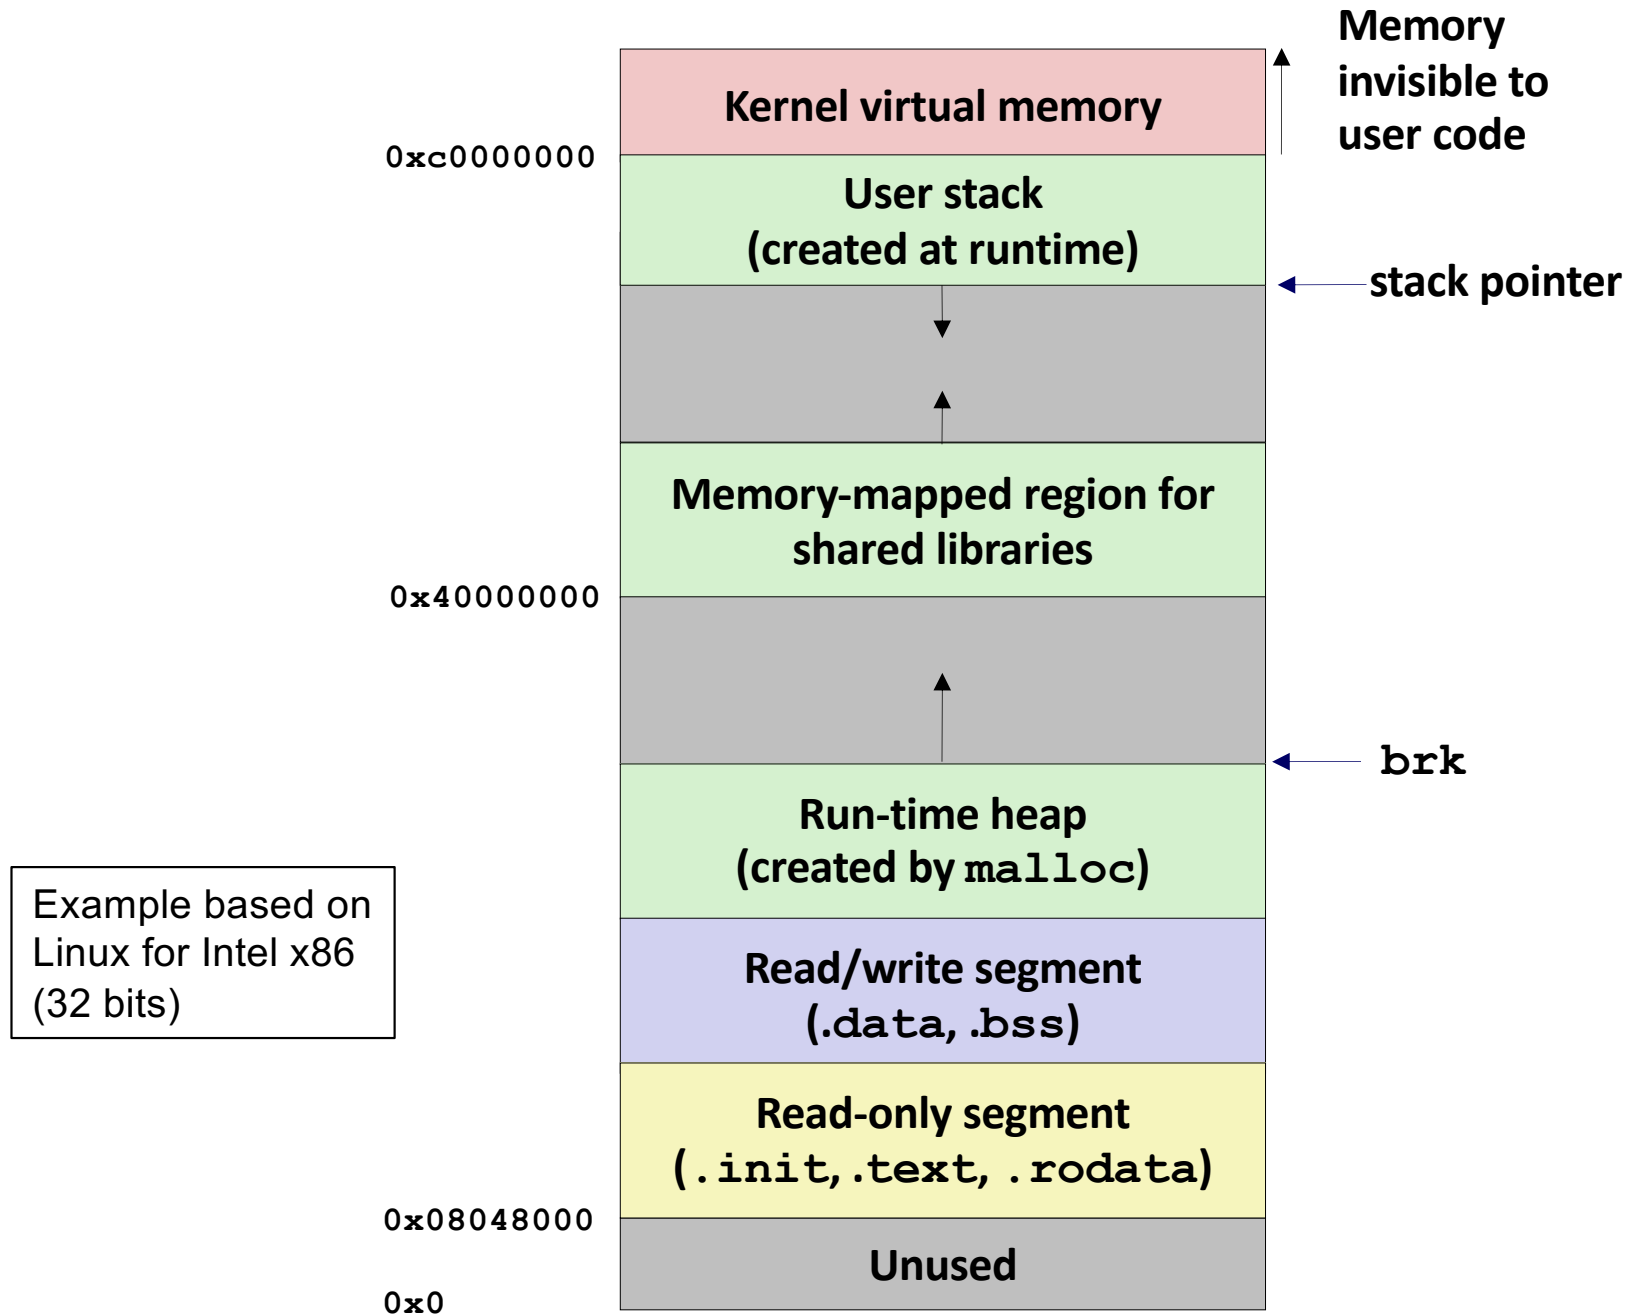 Memory
invisible to
user code
Kernel virtual memory
0xc0000000
User stack
(created at runtime)
stack pointer
Memory-mapped region for
shared libraries
0x40000000
brk
Run-time heap
(created by malloc)
Example based on
Linux for Intel x86
(32 bits)
Read/write segment
(.data, .bss)
Read-only segment
(.init, .text, .rodata)
0x08048000
Unused
0x0